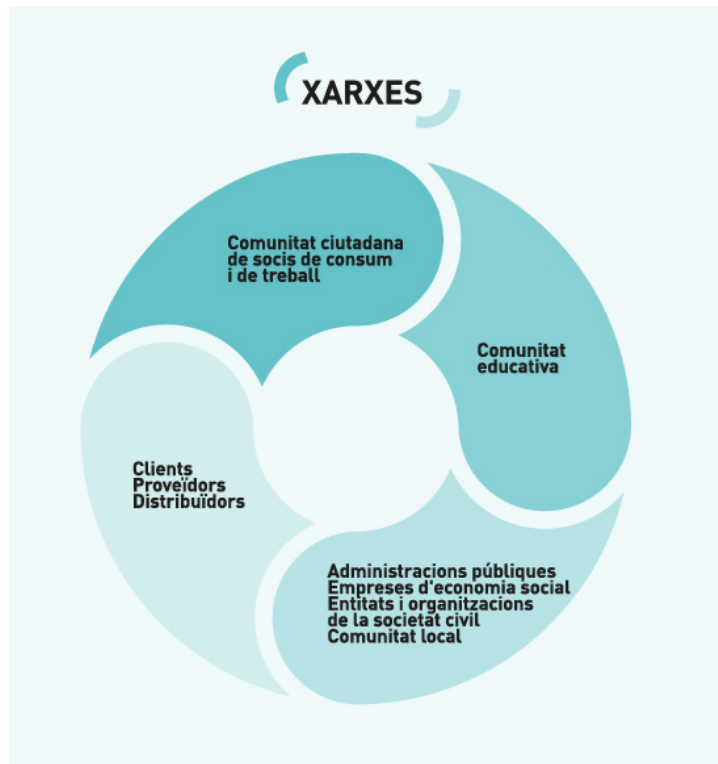 XARXES
Comunitat ciutadana
de socis de consum
i de treball
Comunitat
educativa
Clients
Proveïdors
Distribuïdors
Administracions públiques
Empreses d'economia social
Entitats i organitzacions
de la societat civil
Comunitat local